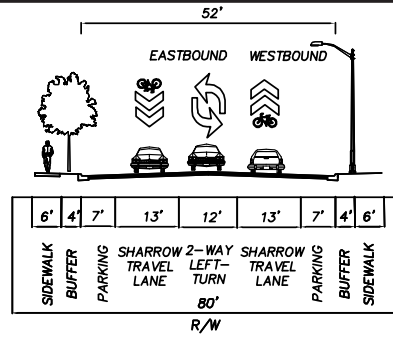 52'
EASTBOUND WESTBOUND
6' 4' 7' 13' 12' 13' 7' 4' 6'
SIDEWALK
BUFFER
PARKING
SHARROW
TRAVEL
LANE
2-WAY
LEFT-
TURN
SHARROW
TRAVEL
LANE
PARKING
BUFFER
SIDEWALK
80'
R/W